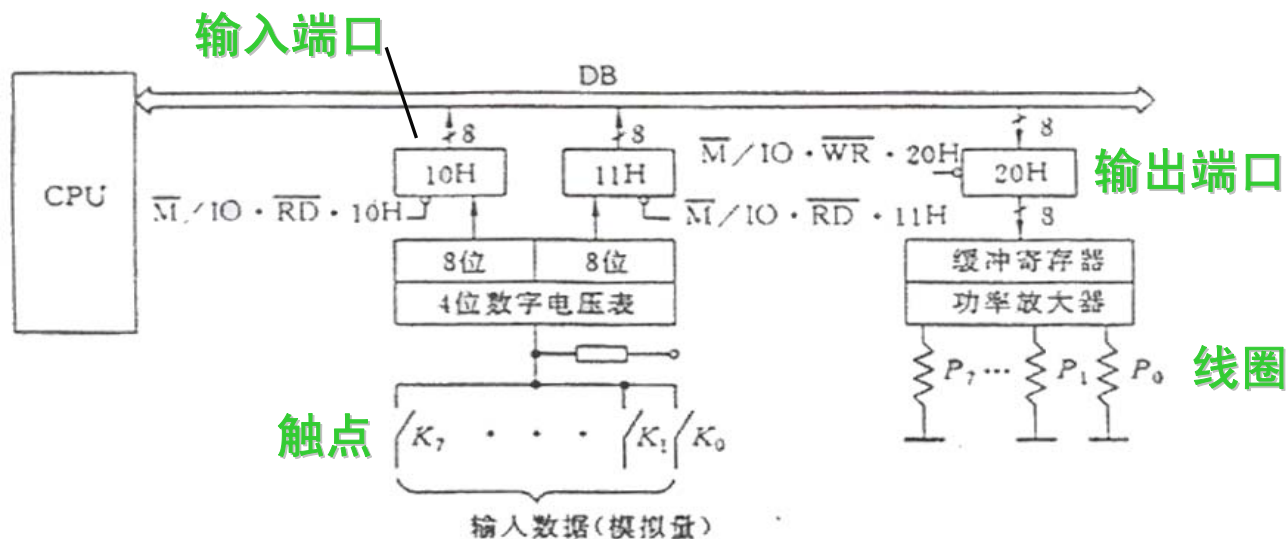 输入端口
DB
8
8
8
CPU
10H
11H
M̅/IO · W̅R̅ · 20H
20H
输出端口
M̅/IO · R̅D̅ · 10H
M̅/IO · R̅D̅ · 11H
8
8位
8位
缓冲寄存器
4位数字电压表
功率放大器
P₇ ··· P₁ P₀
线圈
触点
K₇ · · · K₁ K₀
输入数据(模拟量)